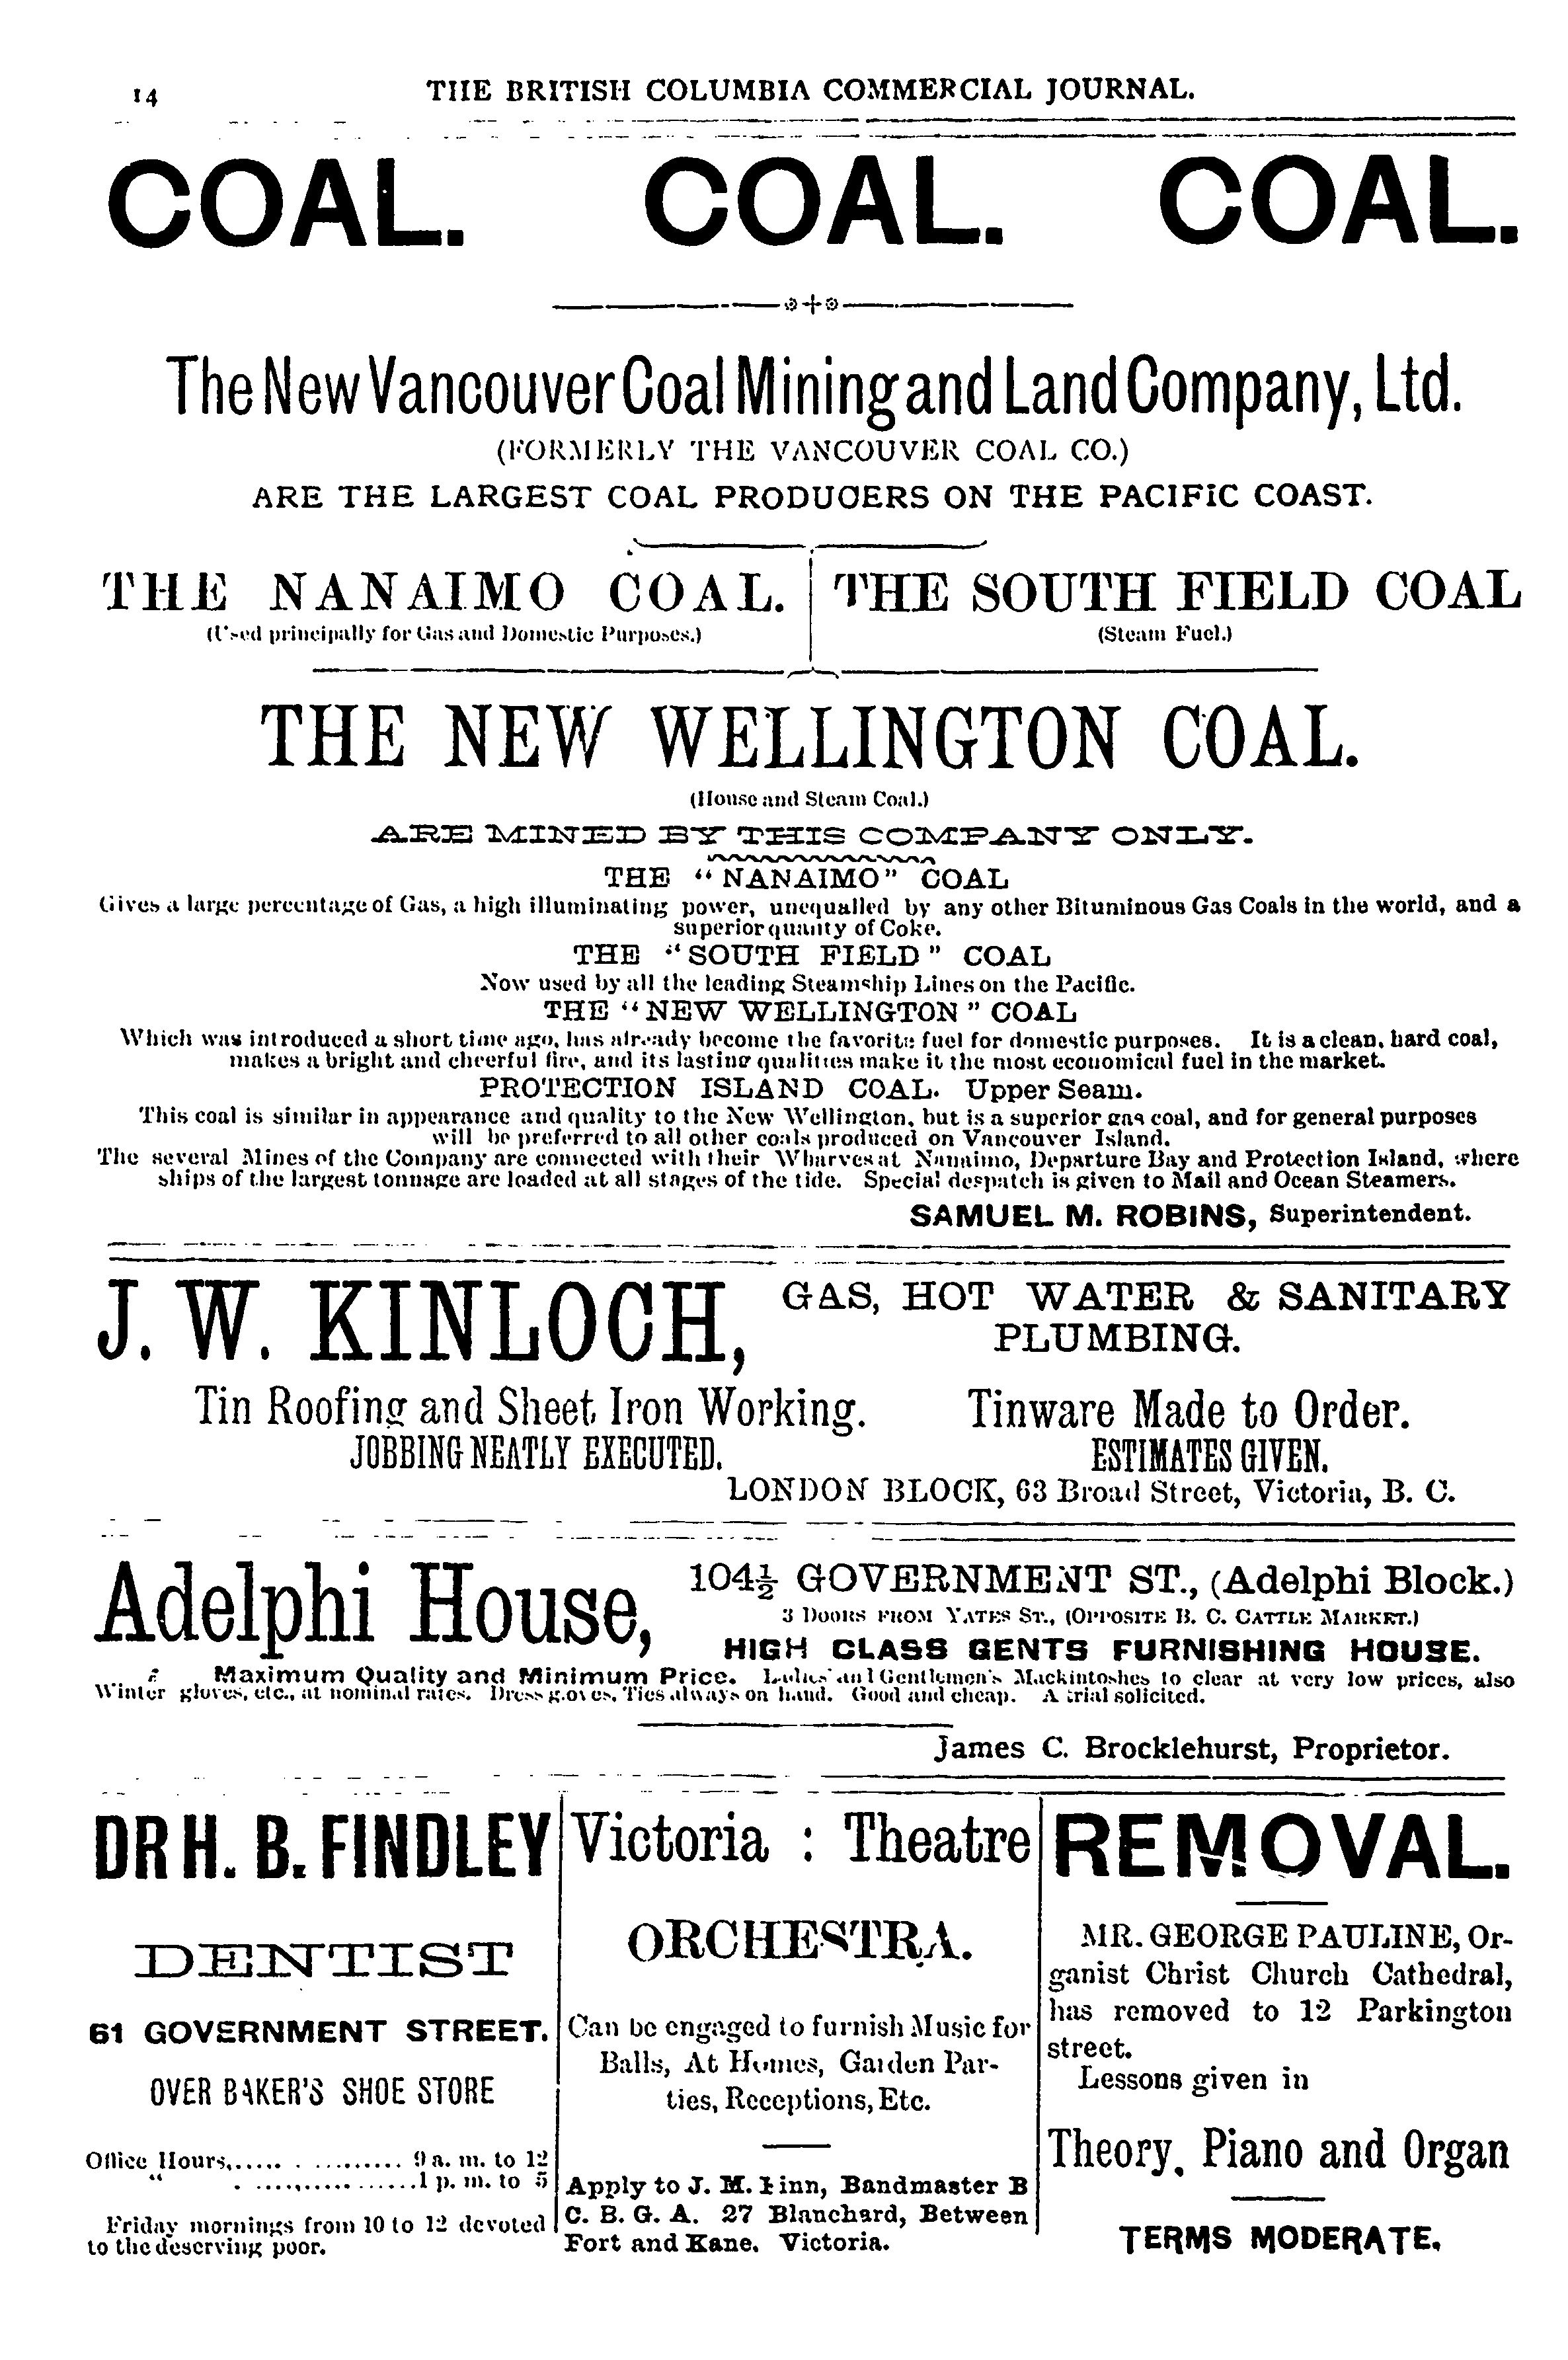 14 THE BRITISH COLUMBIA COMMERCIAL JOURNAL.
COAL. COAL. COAL.
The New Vancouver Coal Mining and Land Company, Ltd.
(FORMERLY THE VANCOUVER COAL CO.)
ARE THE LARGEST COAL PRODUCERS ON THE PACIFIC COAST.
THE NANAIMO COAL.
(Used principally for Gas and Domestic Purposes.)
THE SOUTH FIELD COAL
(Steam Fuel.)
THE NEW WELLINGTON COAL.
(House and Steam Coal.)
ARE MINED BY THIS COMPANY ONLY.
THE "NANAIMO" COAL
Gives a large percentage of Gas, a high illuminating power, unequalled by any other Bituminous Gas Coals in the world, and a
superior quality of Coke.
THE "SOUTH FIELD" COAL
Now used by all the leading Steamship Lines on the Pacific.
THE "NEW WELLINGTON" COAL
Which was introduced a short time ago, has already become the favorite fuel for domestic purposes. It is a clean, hard coal,
makes a bright and cheerful fire, and its lasting qualities make it the most economical fuel in the market.
PROTECTION ISLAND COAL. Upper Seam.
This coal is similar in appearance and quality to the New Wellington, but is a superior gas coal, and for general purposes
will be preferred to all other coals produced on Vancouver Island.
The several Mines of the Company are connected with their Wharves at Nanaimo, Departure Bay and Protection Island, where
ships of the largest tonnage are loaded at all stages of the tide. Special despatch is given to Mail and Ocean Steamers.
SAMUEL M. ROBINS, Superintendent.
J. W. KINLOCH,
GAS, HOT WATER & SANITARY
PLUMBING.
Tin Roofing and Sheet Iron Working. Tinware Made to Order.
JOBBING NEATLY EXECUTED. ESTIMATES GIVEN.
LONDON BLOCK, 63 Broad Street, Victoria, B. C.
Adelphi House,
104½ GOVERNMENT ST., (Adelphi Block.)
3 DOORS FROM YATES ST., (OPPOSITE B. C. CATTLE MARKET.)
HIGH CLASS GENTS FURNISHING HOUSE.
Maximum Quality and Minimum Price. Ladies' and Gentlemen's Mackintoshes to clear at very low prices, also
Winter gloves, etc., at nominal rates. Dress gloves, Ties always on hand. Good and cheap. A trial solicited.
James C. Brocklehurst, Proprietor.
DR H. B. FINDLEY
DENTIST
61 GOVERNMENT STREET.
OVER BAKER'S SHOE STORE
Office Hours,..... . ......... 9 a. m. to 12
" . .............1 p. m. to 5
Friday mornings from 10 to 12 devoted
to the deserving poor.
Victoria : Theatre
ORCHESTRA.
Can be engaged to furnish Music for
Balls, At Homes, Garden Par-
ties, Receptions, Etc.
Apply to J. M. Finn, Bandmaster B
C. B. G. A. 27 Blanchard, Between
Fort and Kane. Victoria.
REMOVAL.
MR. GEORGE PAULINE, Or-
ganist Christ Church Cathedral,
has removed to 12 Parkington
street.
Lessons given in
Theory, Piano and Organ
TERMS MODERATE.